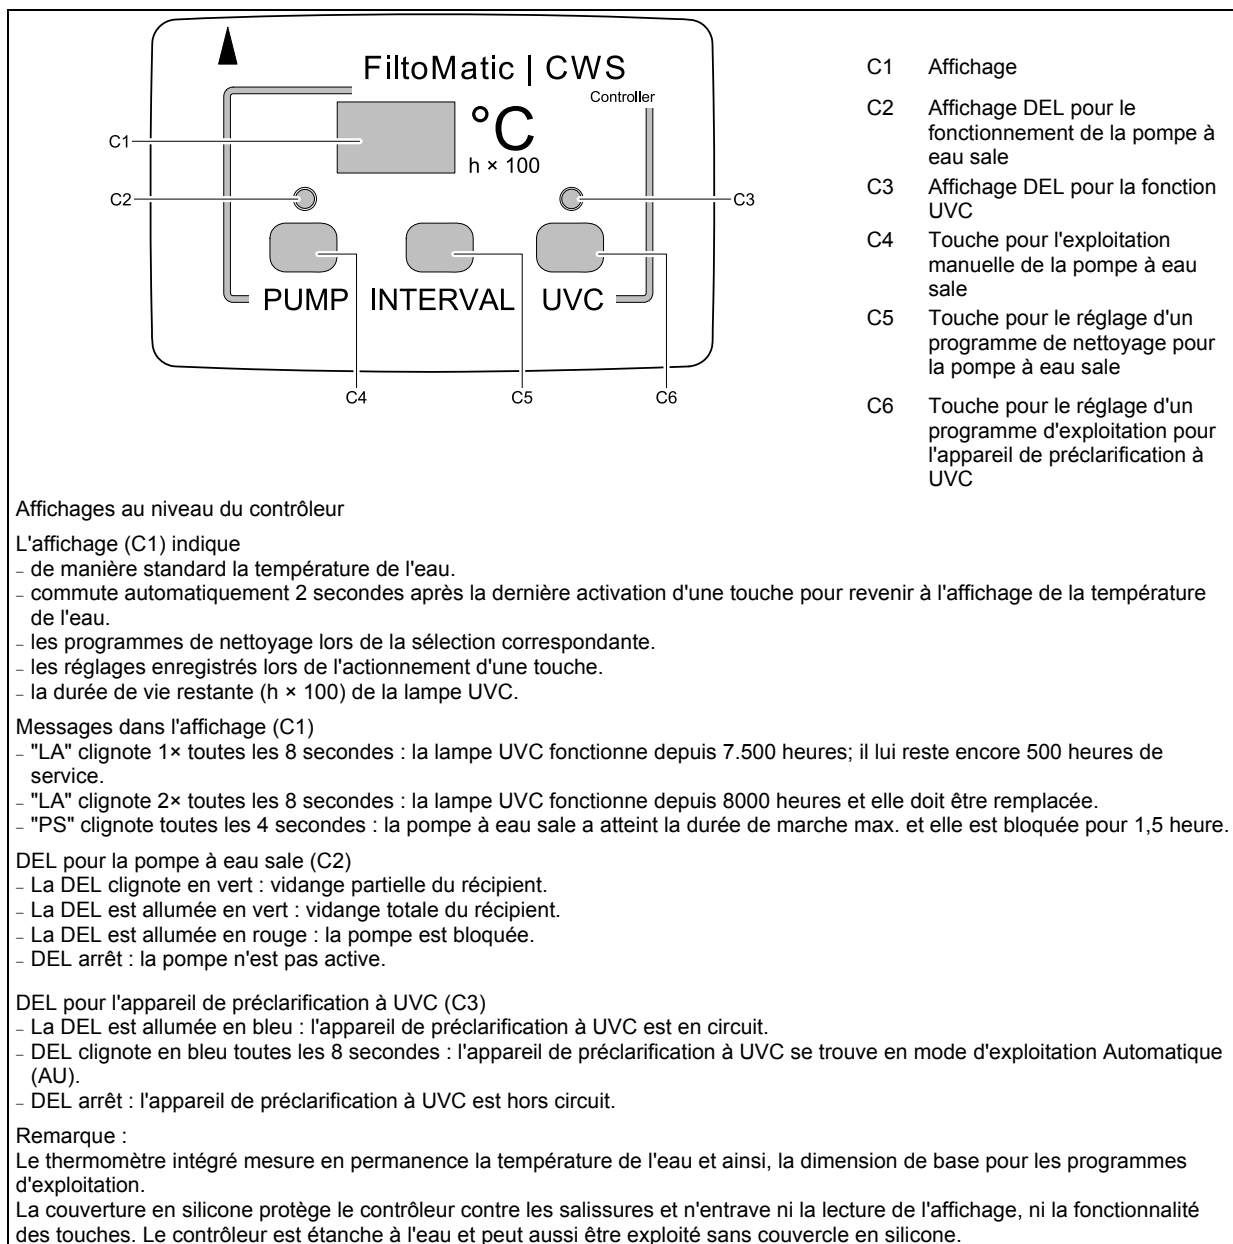 FiltoMatic | CWS
Controller
°C
h × 100
C1
C2
C3
PUMP INTERVAL UVC
C4
C5
C6
C1 Affichage
C2 Affichage DEL pour le
fonctionnement de la pompe à
eau sale
C3 Affichage DEL pour la fonction
UVC
C4 Touche pour l'exploitation
manuelle de la pompe à eau
sale
C5 Touche pour le réglage d'un
programme de nettoyage pour
la pompe à eau sale
C6 Touche pour le réglage d'un
programme d'exploitation pour
l'appareil de préclarification à
UVC
Affichages au niveau du contrôleur
L'affichage (C1) indique
– de manière standard la température de l'eau.
– commute automatiquement 2 secondes après la dernière activation d'une touche pour revenir à l'affichage de la température
de l'eau.
– les programmes de nettoyage lors de la sélection correspondante.
– les réglages enregistrés lors de l'actionnement d'une touche.
– la durée de vie restante (h × 100) de la lampe UVC.
Messages dans l'affichage (C1)
– "LA" clignote 1× toutes les 8 secondes : la lampe UVC fonctionne depuis 7.500 heures; il lui reste encore 500 heures de
service.
– "LA" clignote 2× toutes les 8 secondes : la lampe UVC fonctionne depuis 8000 heures et elle doit être remplacée.
– "PS" clignote toutes les 4 secondes : la pompe à eau sale a atteint la durée de marche max. et elle est bloquée pour 1,5 heure.
DEL pour la pompe à eau sale (C2)
– La DEL clignote en vert : vidange partielle du récipient.
– La DEL est allumée en vert : vidange totale du récipient.
– La DEL est allumée en rouge : la pompe est bloquée.
– DEL arrêt : la pompe n'est pas active.
DEL pour l'appareil de préclarification à UVC (C3)
– La DEL est allumée en bleu : l'appareil de préclarification à UVC est en circuit.
– DEL clignote en bleu toutes les 8 secondes : l'appareil de préclarification à UVC se trouve en mode d'exploitation Automatique
(AU).
– DEL arrêt : l'appareil de préclarification à UVC est hors circuit.
Remarque :
Le thermomètre intégré mesure en permanence la température de l'eau et ainsi, la dimension de base pour les programmes
d'exploitation.
La couverture en silicone protège le contrôleur contre les salissures et n'entrave ni la lecture de l'affichage, ni la fonctionnalité
des touches. Le contrôleur est étanche à l'eau et peut aussi être exploité sans couvercle en silicone.